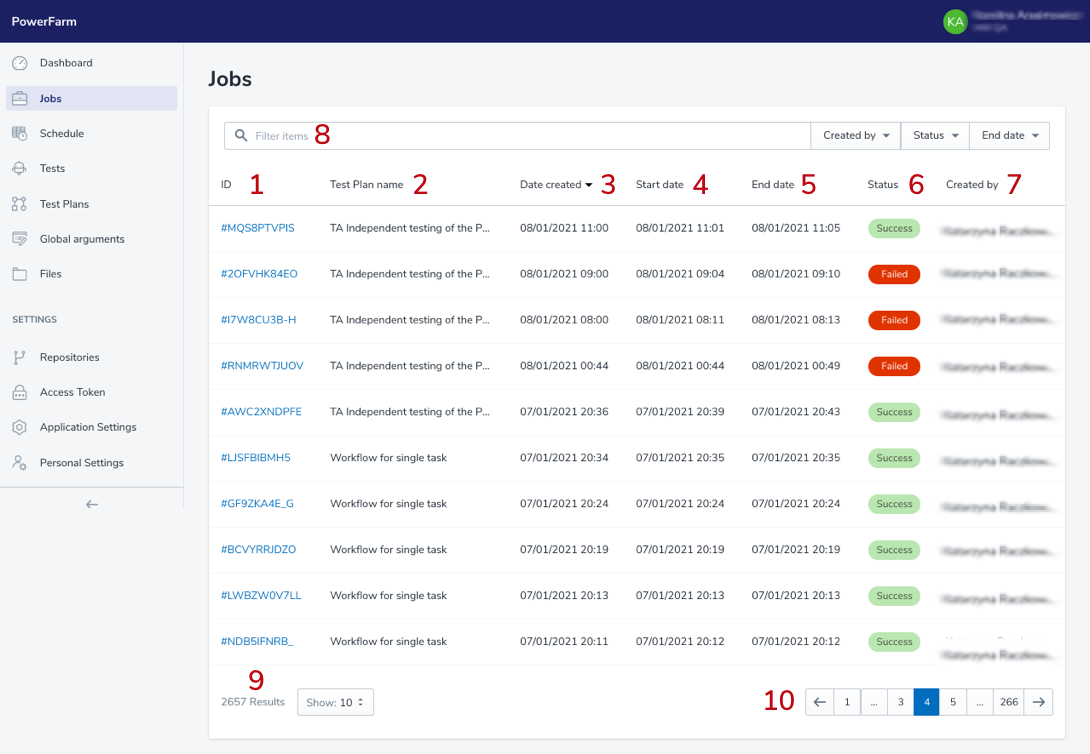 PowerFarm
KA
Dashboard
Jobs
Schedule
Tests
Test Plans
Global arguments
Files
SETTINGS
Repositories
Access Token
Application Settings
Personal Settings
Jobs
Filter items 8 Created by Status End date
ID 1 Test Plan name 2 Date created 3 Start date 4 End date 5 Status 6 Created by 7
#MQS8PTVPIS TA Independent testing of the P... 08/01/2021 11:00 08/01/2021 11:01 08/01/2021 11:05 Success
#2OFVHK84EO TA Independent testing of the P... 08/01/2021 09:00 08/01/2021 09:04 08/01/2021 09:10 Failed
#I7W8CU3B-H TA Independent testing of the P... 08/01/2021 08:00 08/01/2021 08:11 08/01/2021 08:13 Failed
#RNMRWTJUOV TA Independent testing of the P... 08/01/2021 00:44 08/01/2021 00:44 08/01/2021 00:49 Failed
#AWC2XNDPFE TA Independent testing of the P... 07/01/2021 20:36 07/01/2021 20:39 07/01/2021 20:43 Success
#LJSFBIBMH5 Workflow for single task 07/01/2021 20:34 07/01/2021 20:35 07/01/2021 20:35 Success
#GF9ZKA4E_G Workflow for single task 07/01/2021 20:24 07/01/2021 20:24 07/01/2021 20:24 Success
#BCVYRRJDZO Workflow for single task 07/01/2021 20:19 07/01/2021 20:19 07/01/2021 20:19 Success
#LWBZW0V7LL Workflow for single task 07/01/2021 20:13 07/01/2021 20:13 07/01/2021 20:13 Success
#NDB5IFNRB_ Workflow for single task 07/01/2021 20:11 07/01/2021 20:12 07/01/2021 20:12 Success
9
2657 Results Show: 10 10 1 ... 3 4 5 ... 266